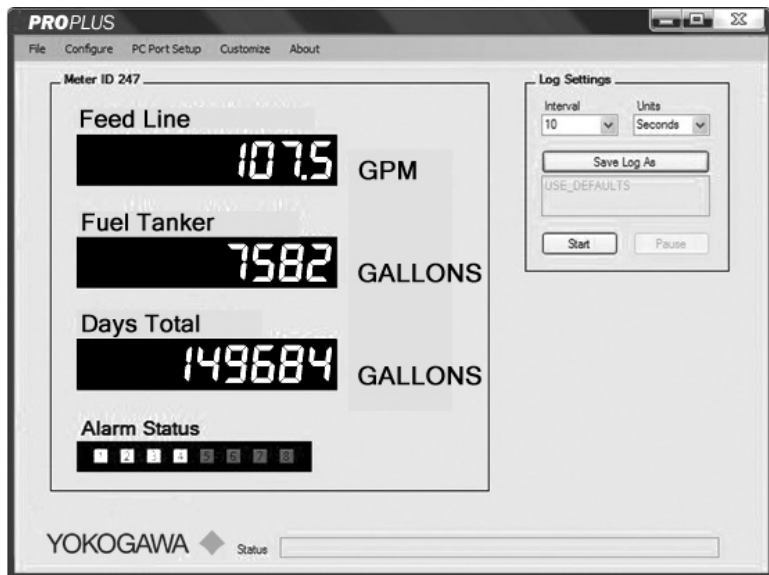 PROPLUS
File Configure PC Port Setup Customize About
Meter ID 247
Feed Line
107.5 GPM
Fuel Tanker
7582 GALLONS
Days Total
149684 GALLONS
Alarm Status
1 2 3 4 5 6 7 8
Log Settings
Interval Units
10 Seconds
Save Log As
USE_DEFAULTS
Start Pause
YOKOGAWA Status